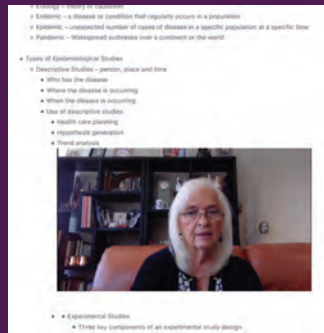 Etiology – theory of causation
Endemic – a disease or condition that regularly occurs in a population
Epidemic – unexpected number of cases of disease in a specific population at a specific time
Pandemic – Widespread outbreaks over a continent or the world
Types of Epidemiological Studies
Descriptive Studies – person, place and time
Who has the disease
Where the disease is occurring
When the disease is occurring
Use of descriptive studies
Health care planning
Hypothesis generation
Trend analysis
Experimental Studies
Three key components of an experimental study design